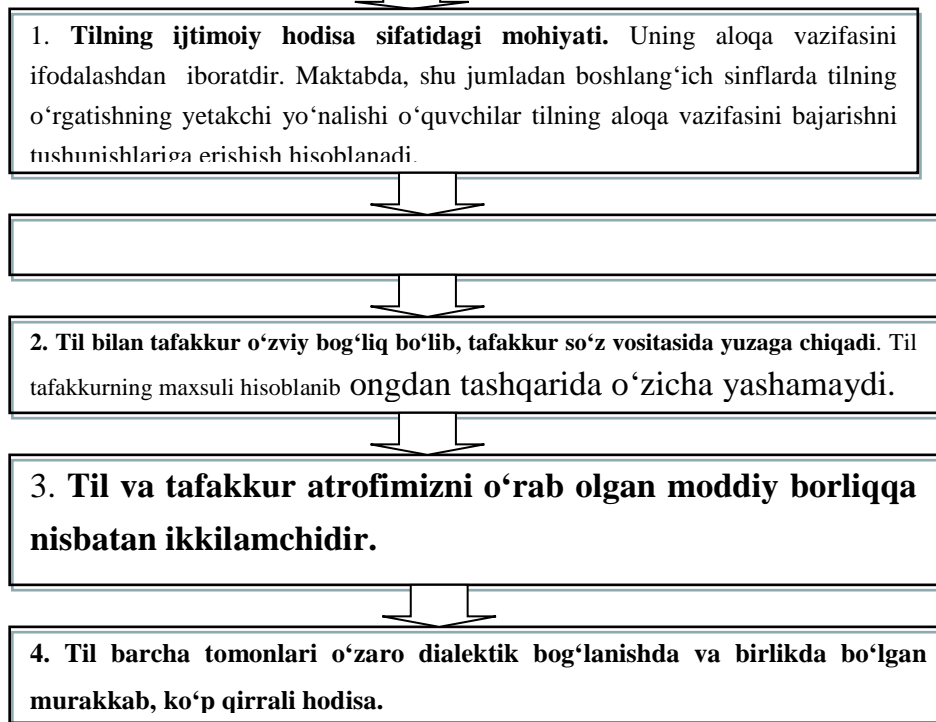 1. Tilning ijtimoiy hodisa sifatidagi mohiyati. Uning aloqa vazifasini
ifodalashdan iboratdir. Maktabda, shu jumladan boshlang‘ich sinflarda tilning
o‘rgatishning yetakchi yo‘nalishi o‘quvchilar tilning aloqa vazifasini bajarishni
tushunishlariga erishish hisoblanadi.
2. Til bilan tafakkur o‘zviy bog‘liq bo‘lib, tafakkur so‘z vositasida yuzaga chiqadi. Til
tafakkurning maxsuli hisoblanib ongdan tashqarida o‘zicha yashamaydi.
3. Til va tafakkur atrofimizni o‘rab olgan moddiy borliqqa
nisbatan ikkilamchidir.
4. Til barcha tomonlari o‘zaro dialektik bog‘lanishda va birlikda bo‘lgan
murakkab, ko‘p qirrali hodisa.